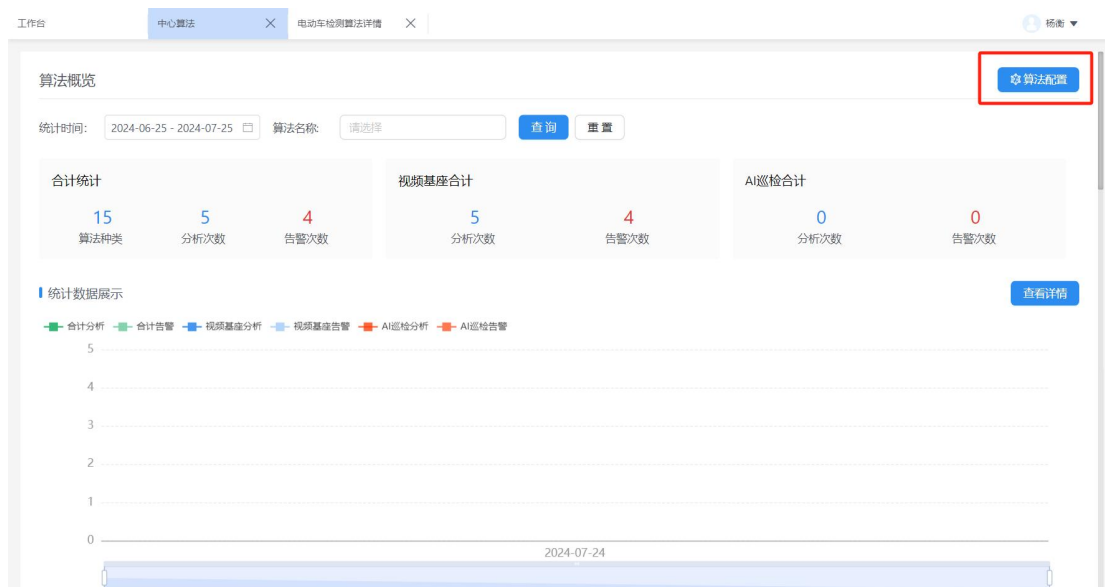 工作台 中心算法 电动车检测算法详情 杨衡
算法概览 算法配置
统计时间: 2024-06-25 - 2024-07-25 算法名称: 请选择 查询 重置
合计统计 视频基座合计 AI巡检合计
15 5 4 5 4 0 0
算法种类 分析次数 告警次数 分析次数 告警次数 分析次数 告警次数
统计数据展示 查看详情
合计分析 合计告警 视频基座分析 视频基座告警 AI巡检分析 AI巡检告警
5
4
3
2
1
0
2024-07-24